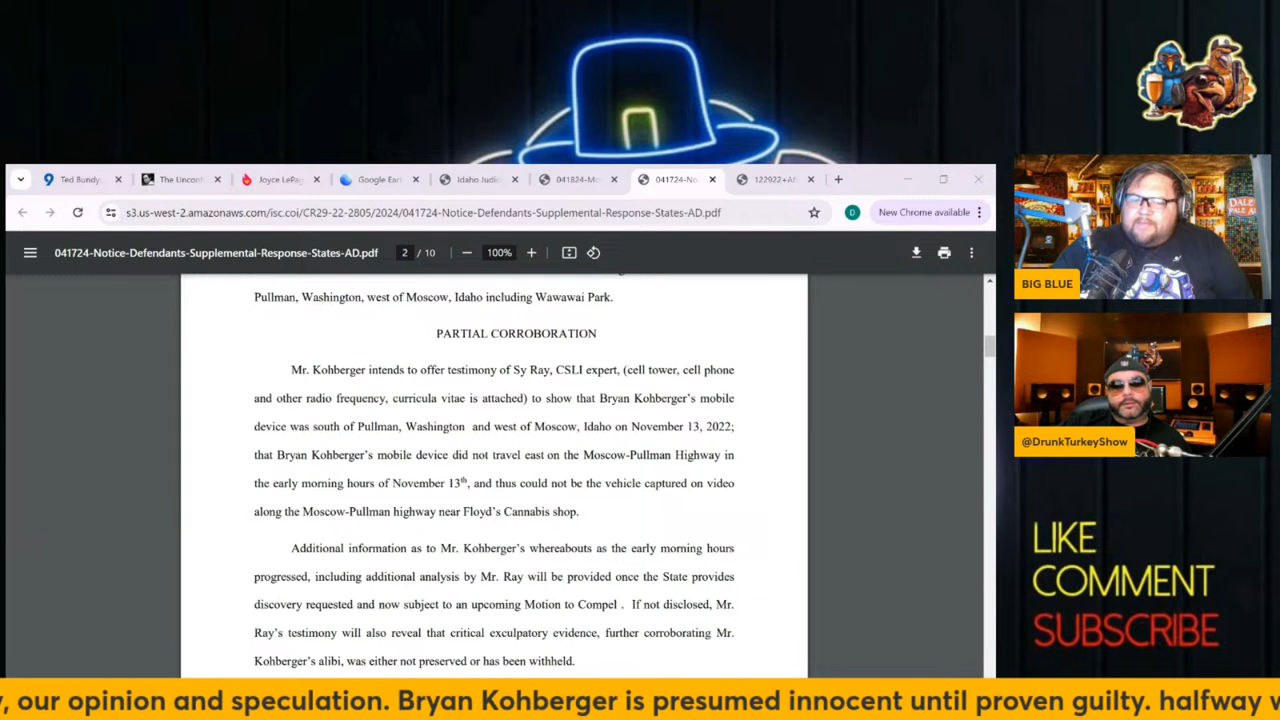 Ted Bundy
The Uncont
Joyce LePa
Google Eart
Idaho Judi
041824-Mo
041724-No
122922+Af
s3.us-west-2.amazonaws.com/isc.coi/CR29-22-2805/2024/041724-Notice-Defendants-Supplemental-Response-States-AD.pdf
D
New Chrome available
041724-Notice-Defendants-Supplemental-Response-States-AD.pdf
2 / 10
100%
Pullman, Washington, west of Moscow, Idaho including Wawawai Park.
PARTIAL CORROBORATION
Mr. Kohberger intends to offer testimony of Sy Ray, CSLI expert, (cell tower, cell phone
and other radio frequency, curricula vitae is attached) to show that Bryan Kohberger's mobile
device was south of Pullman, Washington and west of Moscow, Idaho on November 13, 2022;
that Bryan Kohberger's mobile device did not travel east on the Moscow-Pullman Highway in
the early morning hours of November 13th, and thus could not be the vehicle captured on video
along the Moscow-Pullman highway near Floyd's Cannabis shop.
Additional information as to Mr. Kohberger's whereabouts as the early morning hours
progressed, including additional analysis by Mr. Ray will be provided once the State provides
discovery requested and now subject to an upcoming Motion to Compel . If not disclosed, Mr.
Ray's testimony will also reveal that critical exculpatory evidence, further corroborating Mr.
Kohberger's alibi, was either not preserved or has been withheld.
DALE
PALE
BIG BLUE
@DrunkTurkeyShow
LIKE
COMMENT
SUBSCRIBE
, our opinion and speculation. Bryan Kohberger is presumed innocent until proven guilty. halfway